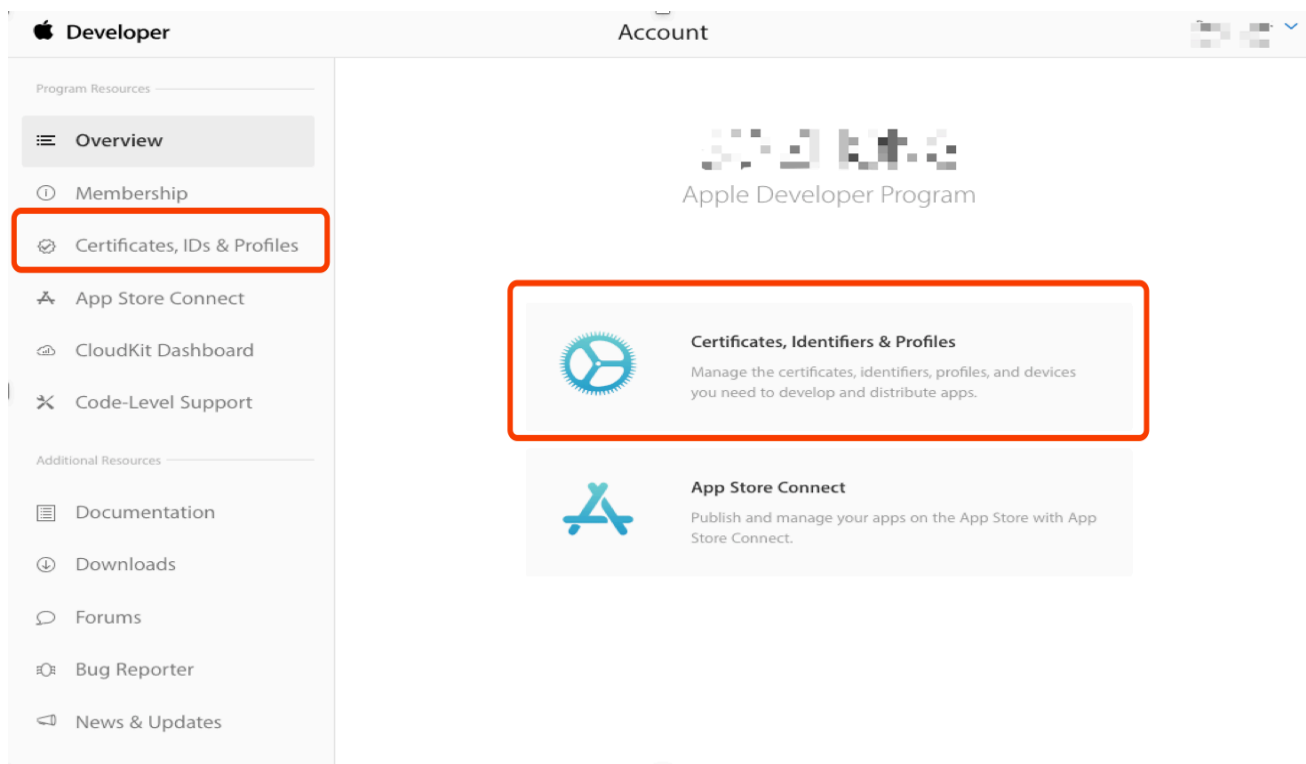 Developer
Account
Program Resources
Overview
Membership
Certificates, IDs & Profiles
App Store Connect
CloudKit Dashboard
Code-Level Support
Additional Resources
Documentation
Downloads
Forums
Bug Reporter
News & Updates
Apple Developer Program
Certificates, Identifiers & Profiles
Manage the certificates, identifiers, profiles, and devices
you need to develop and distribute apps.
App Store Connect
Publish and manage your apps on the App Store with App
Store Connect.